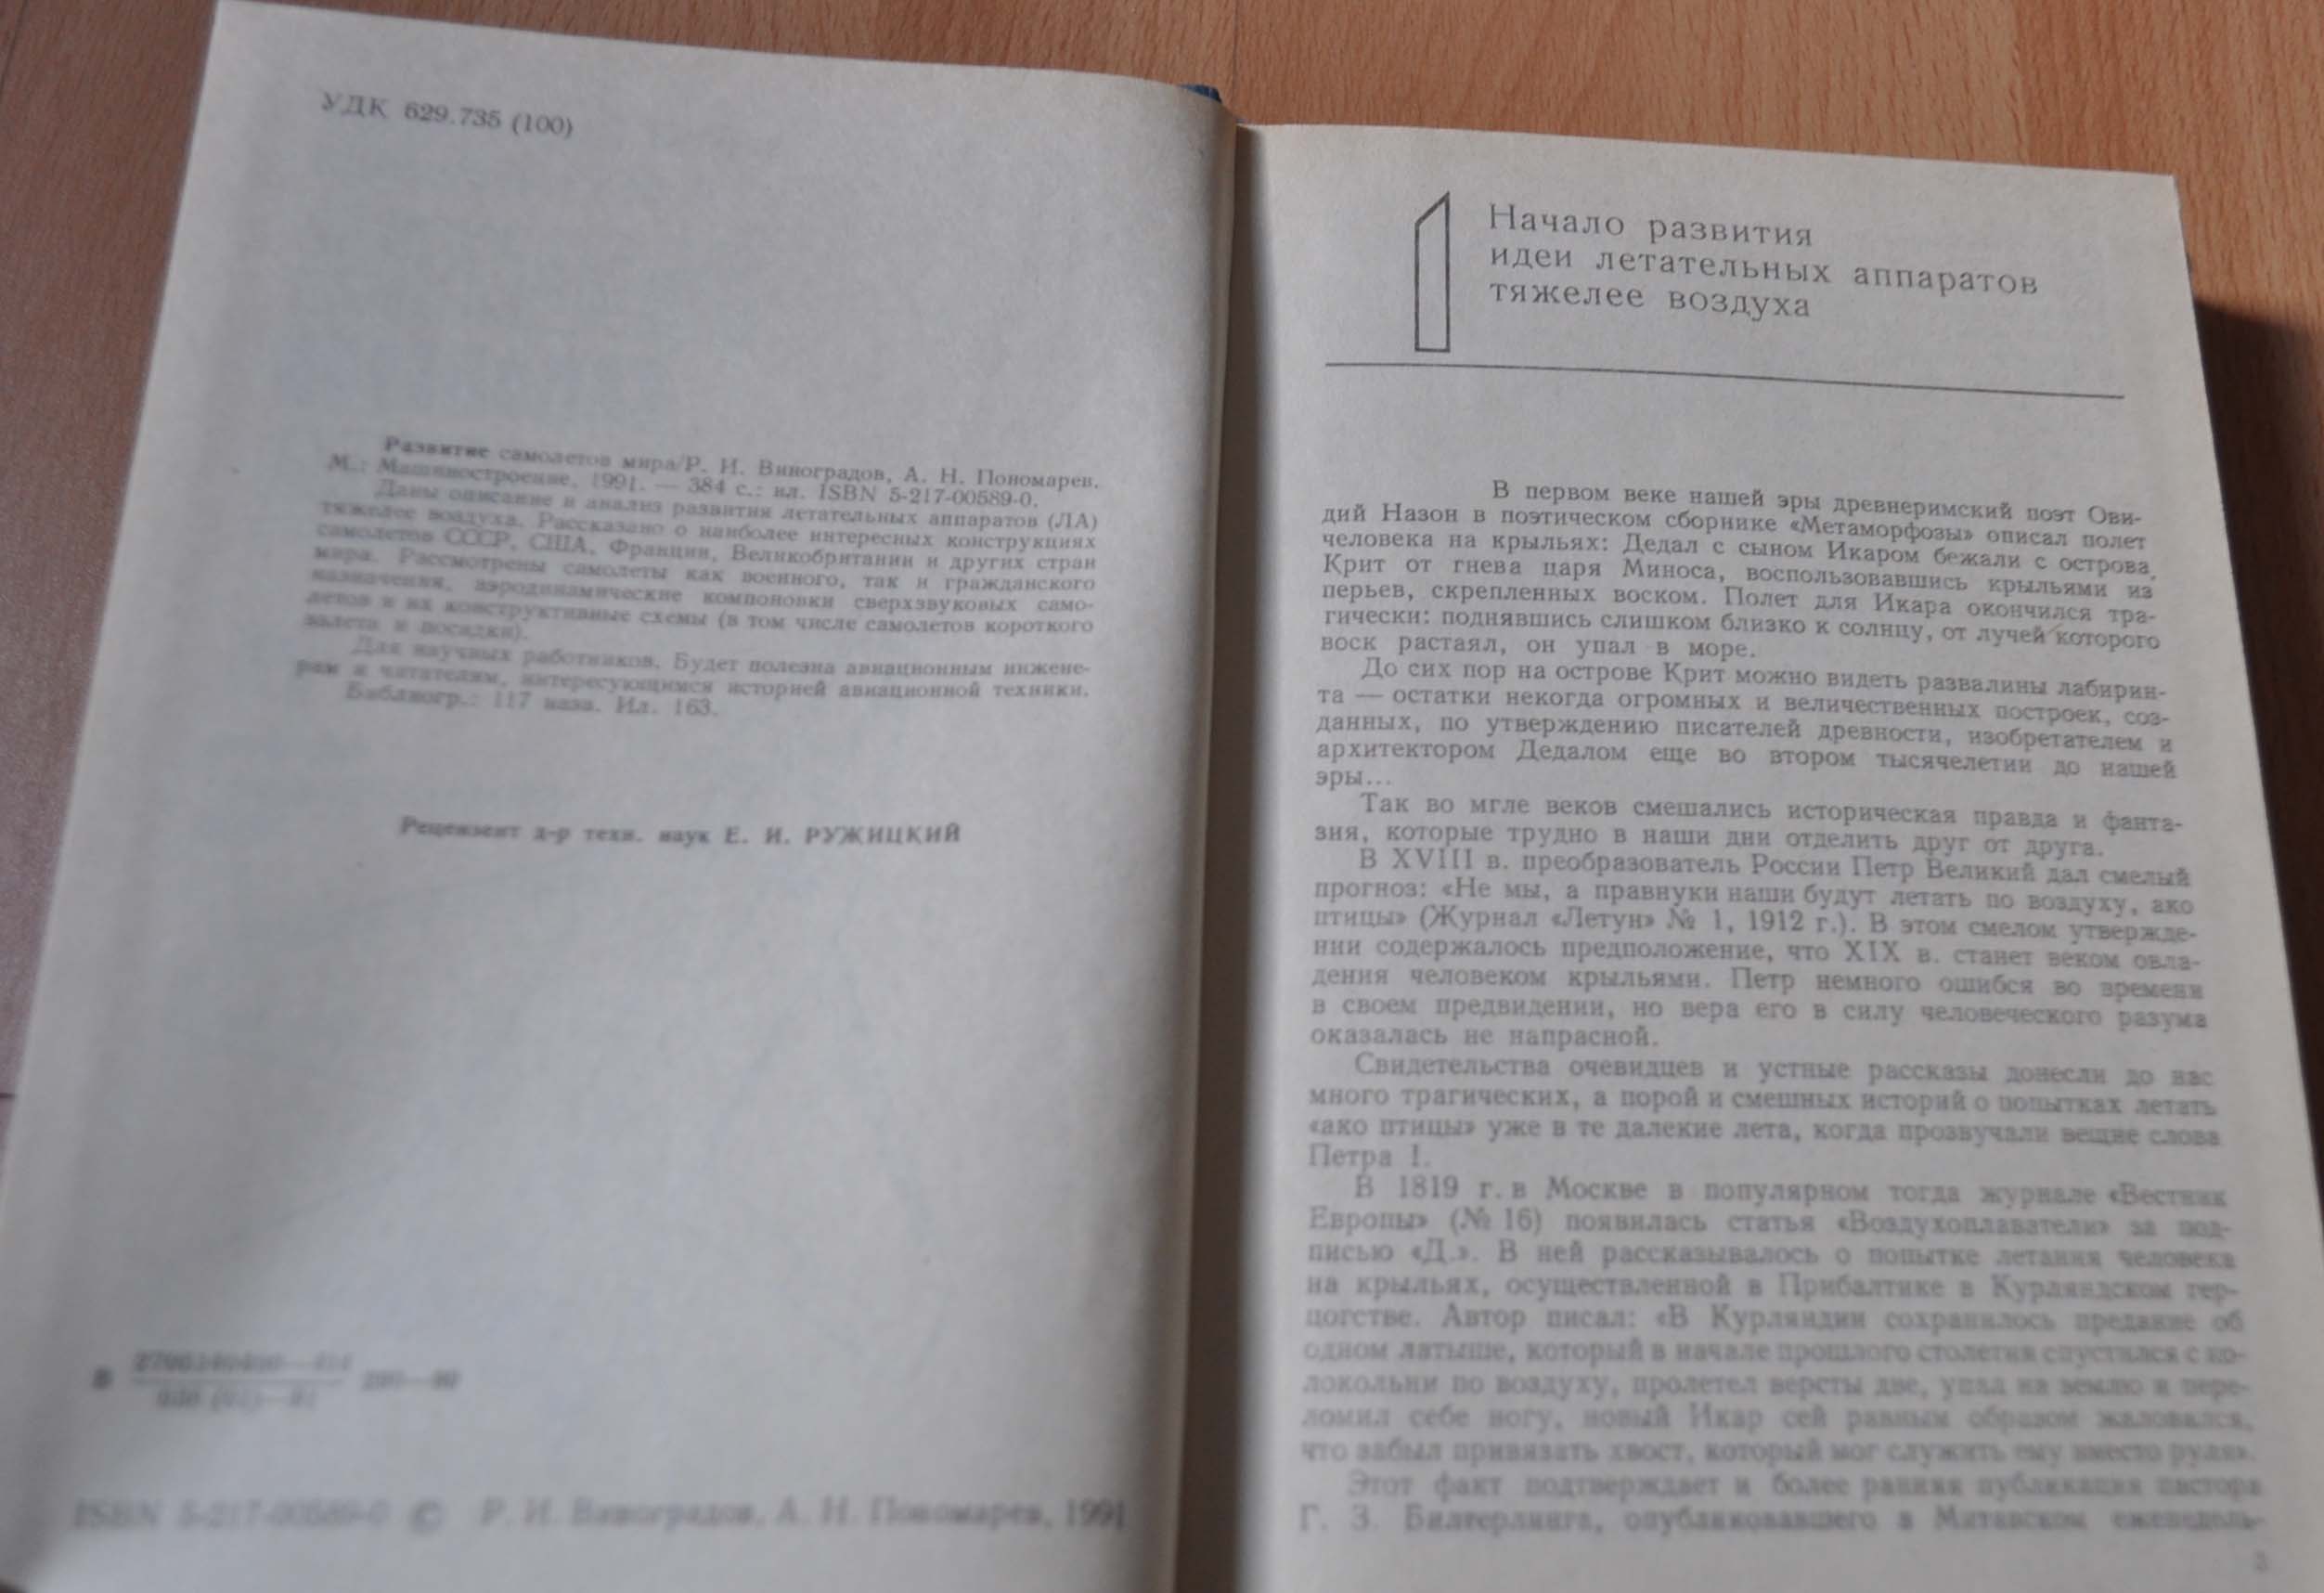 УДК 629.735 (100)
Развитие самолетов мира/Р. И. Виноградов, А. Н. Пономарев.
М.: Машиностроение, 1991. — 384 с.: ил. ISBN 5-217-00589-0.
Даны описание и анализ развития летательных аппаратов (ЛА)
тяжелее воздуха. Рассказано о наиболее интересных конструкциях
самолетов СССР, США, Франции, Великобритании и других стран
мира. Рассмотрены самолеты как военного, так и гражданского
назначения, аэродинамические компоновки сверхзвуковых само-
летов и их конструктивные схемы (в том числе самолетов короткого
взлета и посадки).
Для научных работников. Будет полезна авиационным инжене-
рам и читателям, интересующимся историей авиационной техники.
Библиогр.: 117 назв. Ил. 163.
Рецензент д-р техн. наук Е. И. РУЖИЦКИЙ
ISBN 5-217-00589-0 © Р. И. Виноградов, А. Н. Пономарев, 1991
1
Начало развития
идеи летательных аппаратов
тяжелее воздуха
В первом веке нашей эры древнеримский поэт Ови-
дий Назон в поэтическом сборнике «Метаморфозы» описал полет
человека на крыльях: Дедал с сыном Икаром бежали с острова
Крит от гнева царя Миноса, воспользовавшись крыльями из
перьев, скрепленных воском. Полет для Икара окончился тра-
гически: поднявшись слишком близко к солнцу, от лучей которого
воск растаял, он упал в море.
До сих пор на острове Крит можно видеть развалины лабирин-
та — остатки некогда огромных и величественных построек, соз-
данных, по утверждению писателей древности, изобретателем и
архитектором Дедалом еще во втором тысячелетии до нашей
эры...
Так во мгле веков смешались историческая правда и фанта-
зия, которые трудно в наши дни отделить друг от друга.
В XVIII в. преобразователь России Петр Великий дал смелый
прогноз: «Не мы, а правнуки наши будут летать по воздуху, ако
птицы» (Журнал «Летун» № 1, 1912 г.). В этом смелом утвержде-
нии содержалось предположение, что XIX в. станет веком овла-
дения человеком крыльями. Петр немного ошибся во времени
в своем предвидении, но вера его в силу человеческого разума
оказалась не напрасной.
Свидетельства очевидцев и устные рассказы донесли до нас
много трагических, а порой и смешных историй о попытках летать
«ако птицы» уже в те далекие лета, когда прозвучали вещие слова
Петра I.
В 1819 г. в Москве в популярном тогда журнале «Вестник
Европы» (№ 16) появилась статья «Воздухоплаватели» за под-
писью «Д.». В ней рассказывалось о попытке летания человека
на крыльях, осуществленной в Прибалтике в Курляндском гер-
цогстве. Автор писал: «В Курляндии сохранилось предание об
одном латыше, который в начале прошлого столетия спустился с ко-
локольни по воздуху, пролетел версты две, упал на землю и пере-
ломил себе ногу, новый Икар сей равным образом жаловался,
что забыл привязать хвост, который мог служить ему вместо руля».
Этот факт подтверждает и более ранняя публикация пастора
Г. З. Билтерлинга, опубликовавшего в Митавском еженедель-
3